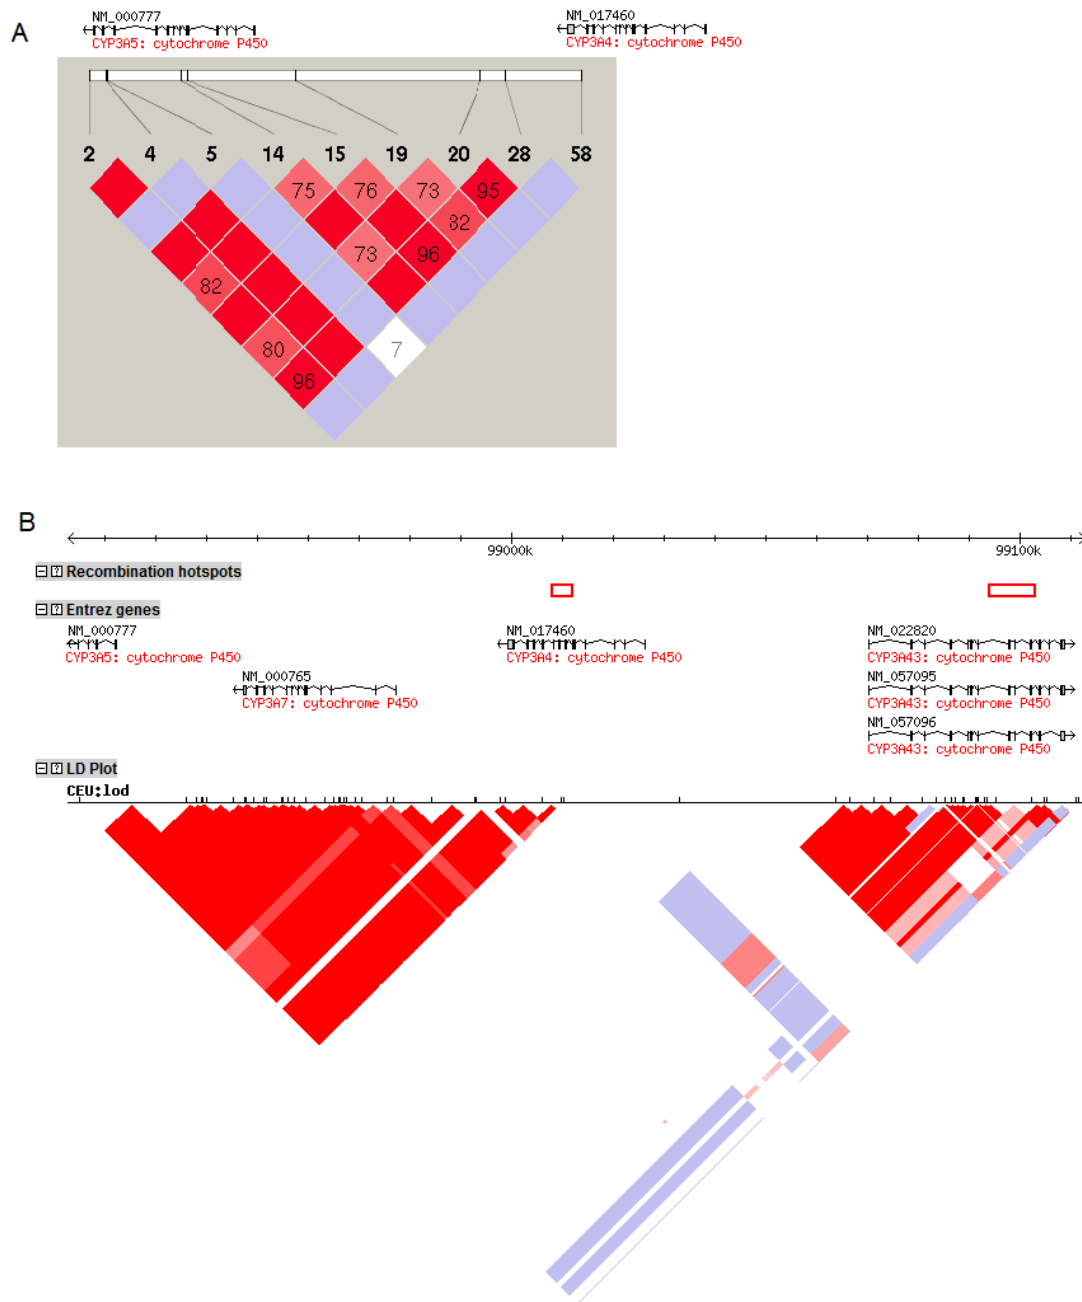 A
NM_000777
CYP3A5: cytochrome P450
NM_017460
CYP3A4: cytochrome P450
2 4 5 14 15 19 20 28 58
75 76 73 95
82
73 96
82
80 7
96
B
99000k 99100k
Recombination hotspots
Entrez genes
NM_000777
CYP3A5: cytochrome P450
NM_017460
CYP3A4: cytochrome P450
NM_022820
CYP3A43: cytochrome P450
NM_000765
CYP3A7: cytochrome P450
NM_057095
CYP3A43: cytochrome P450
NM_057096
CYP3A43: cytochrome P450
LD Plot
CEU:lod